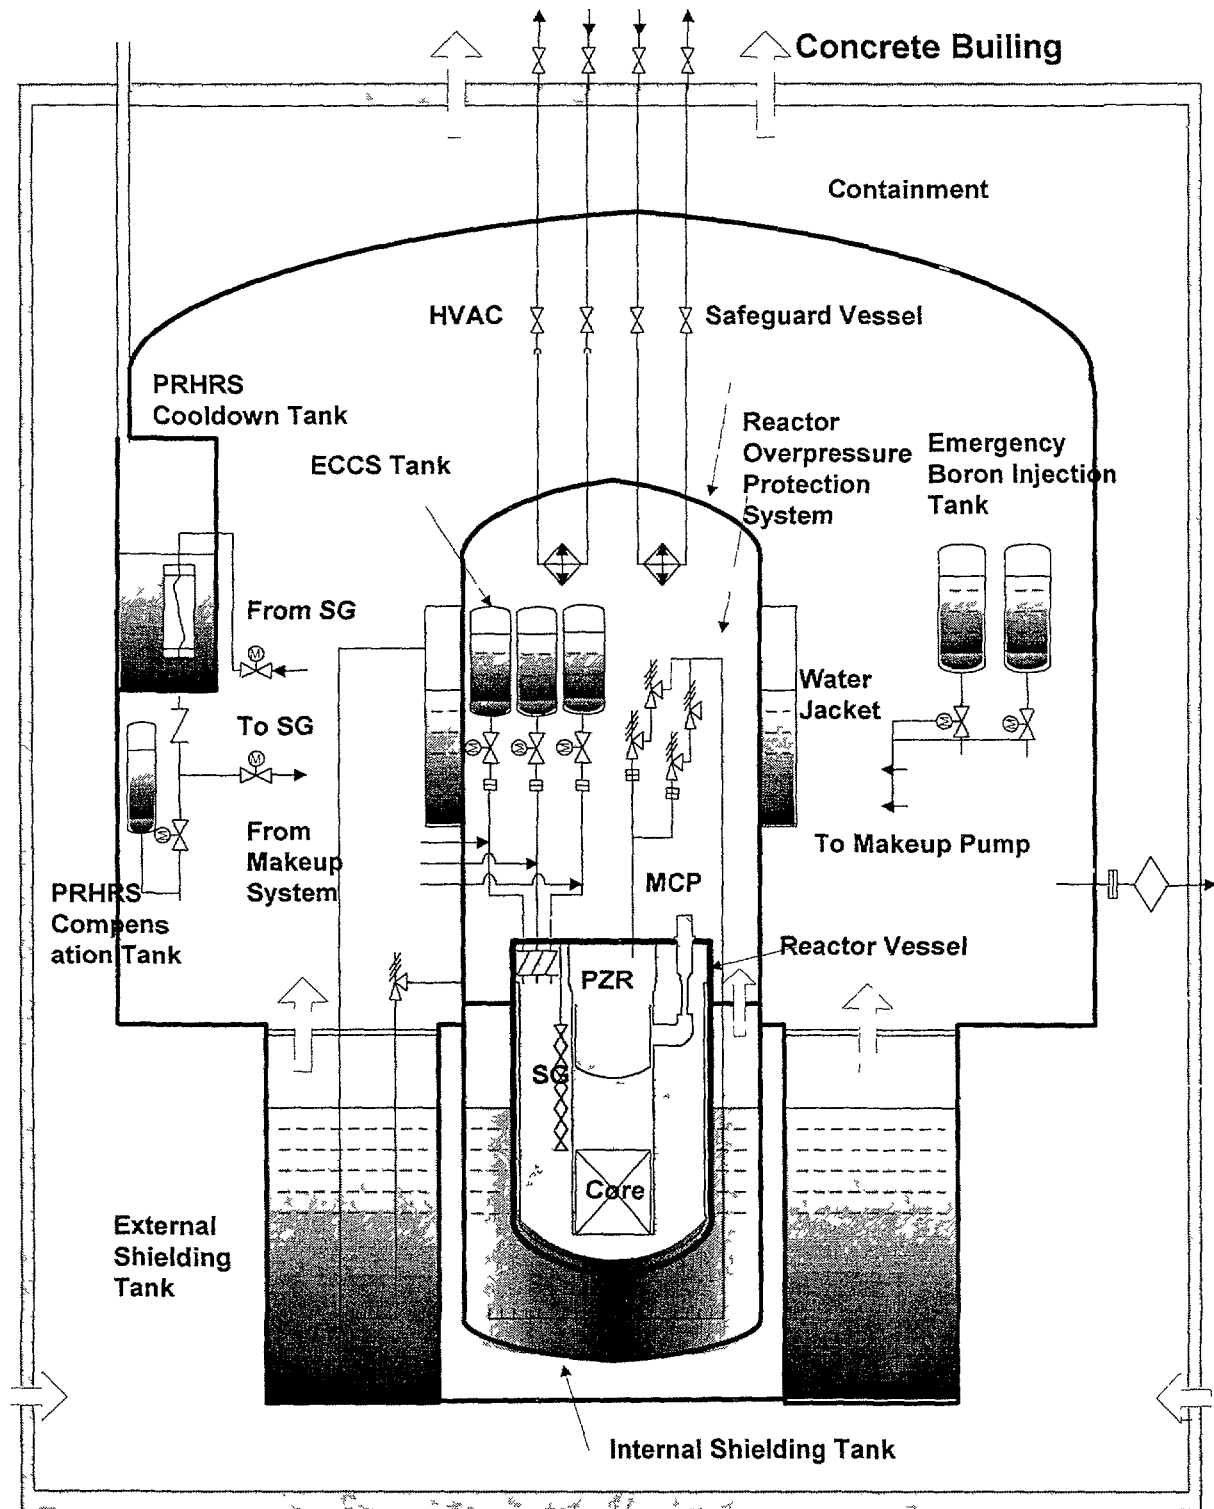 Concrete Builing
Containment
HVAC
Safeguard Vessel
PRHRS
Cooldown Tank
ECCS Tank
Reactor
Overpressure
Protection
System
Emergency
Boron Injection
Tank
From SG
M
Water
Jacket
To SG
M
M
M
M
M
M
M
From
Makeup
System
To Makeup Pump
MCP
PRHRS
Compens
ation Tank
Reactor Vessel
PZR
SG
Core
External
Shielding
Tank
Internal Shielding Tank